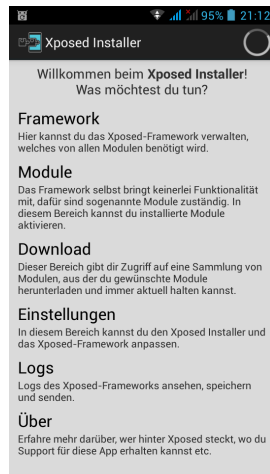 95% 21:12
Xposed Installer
Willkommen beim Xposed Installer!
Was möchtest du tun?
Framework
Hier kannst du das Xposed-Framework verwalten,
welches von allen Modulen benötigt wird.
Module
Das Framework selbst bringt keinerlei Funktionalität
mit, dafür sind sogenannte Module zuständig. In
diesem Bereich kannst du installierte Module
aktivieren.
Download
Dieser Bereich gibt dir Zugriff auf eine Sammlung von
Modulen, aus der du gewünschte Module
herunterladen und immer aktuell halten kannst.
Einstellungen
In diesem Bereich kannst du den Xposed Installer und
das Xposed-Framework anpassen.
Logs
Logs des Xposed-Frameworks ansehen, speichern
und senden.
Über
Erfahre mehr darüber, wer hinter Xposed steckt, wo du
Support für diese App erhalten kannst etc.